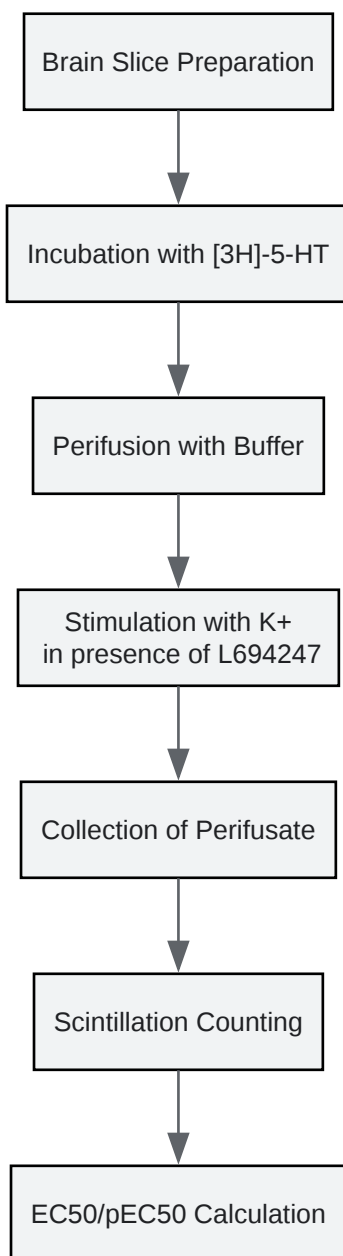 Brain Slice Preparation
Incubation with [3H]-5-HT
Perifusion with Buffer
Stimulation with K+
in presence of L694247
Collection of Perifusate
Scintillation Counting
EC50/pEC50 Calculation